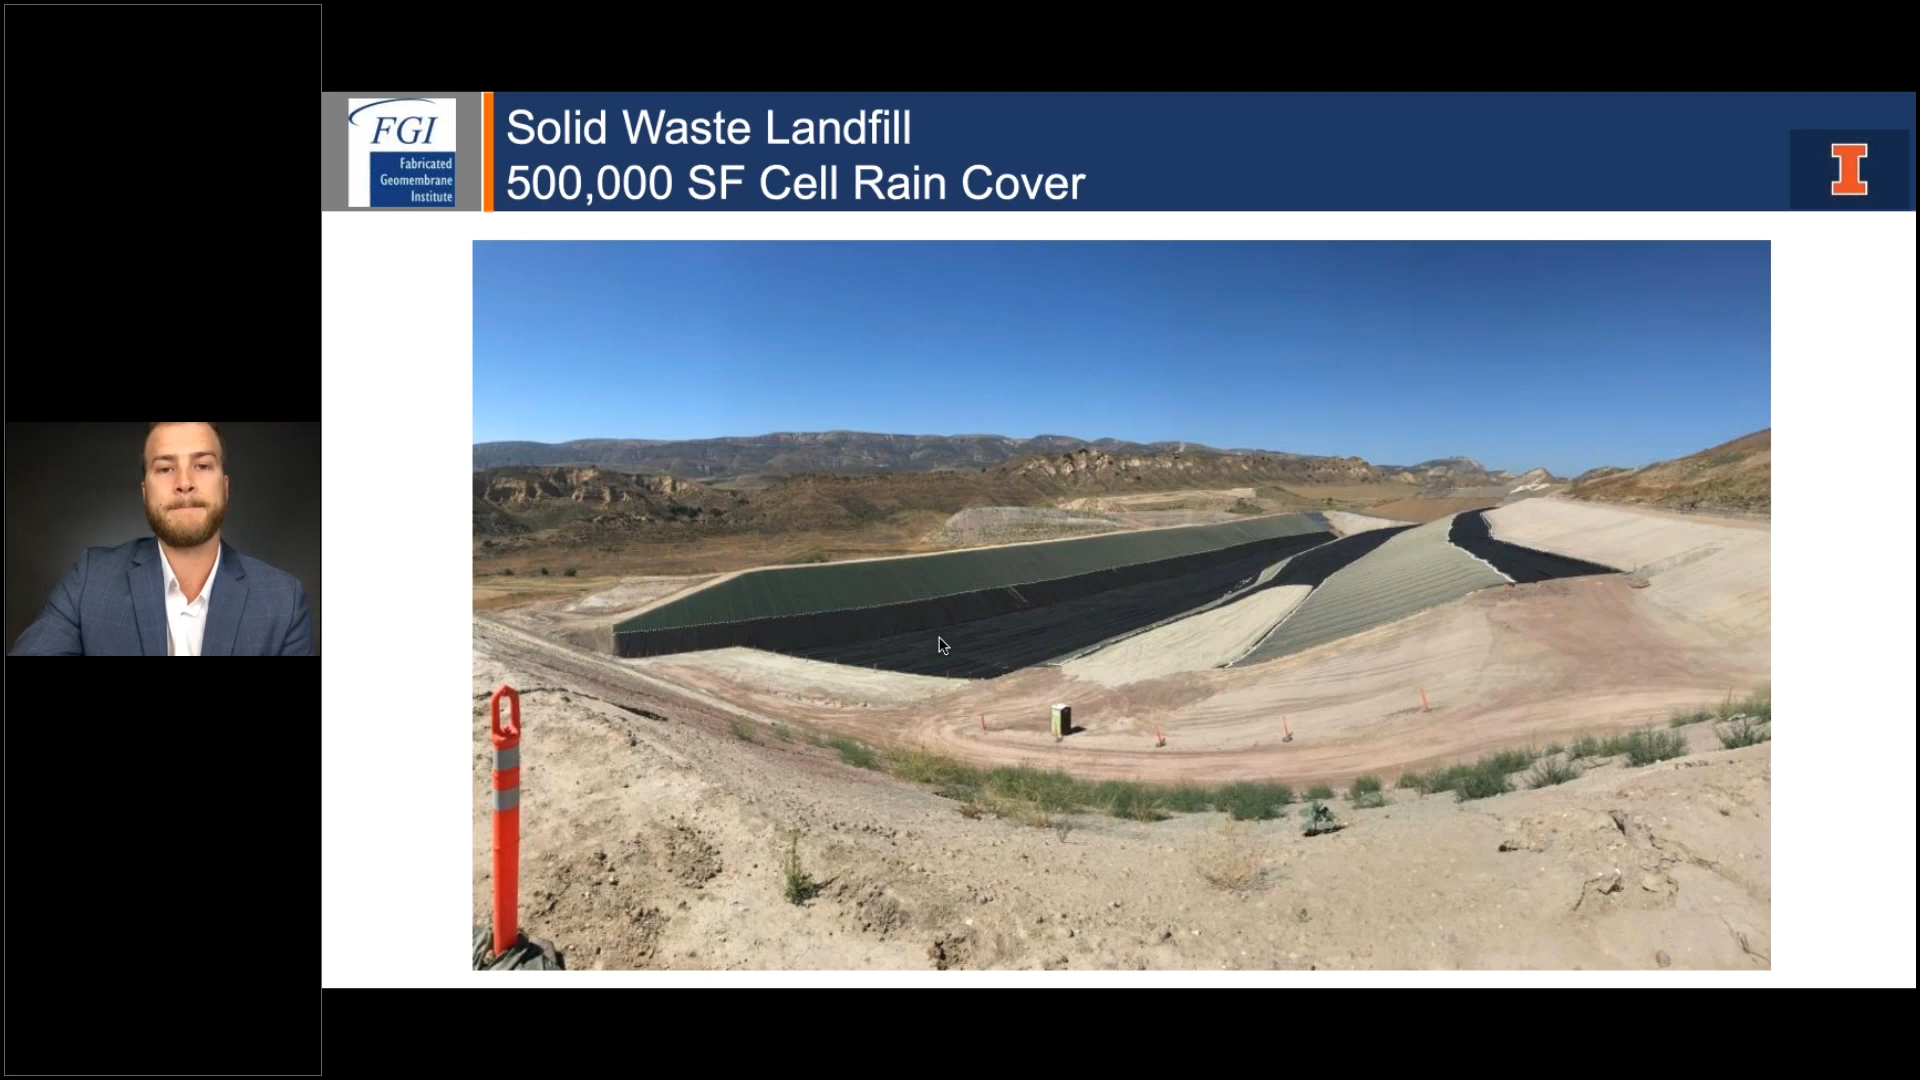 FGI
Fabricated
Geomembrane
Institute
Solid Waste Landfill
500,000 SF Cell Rain Cover
I